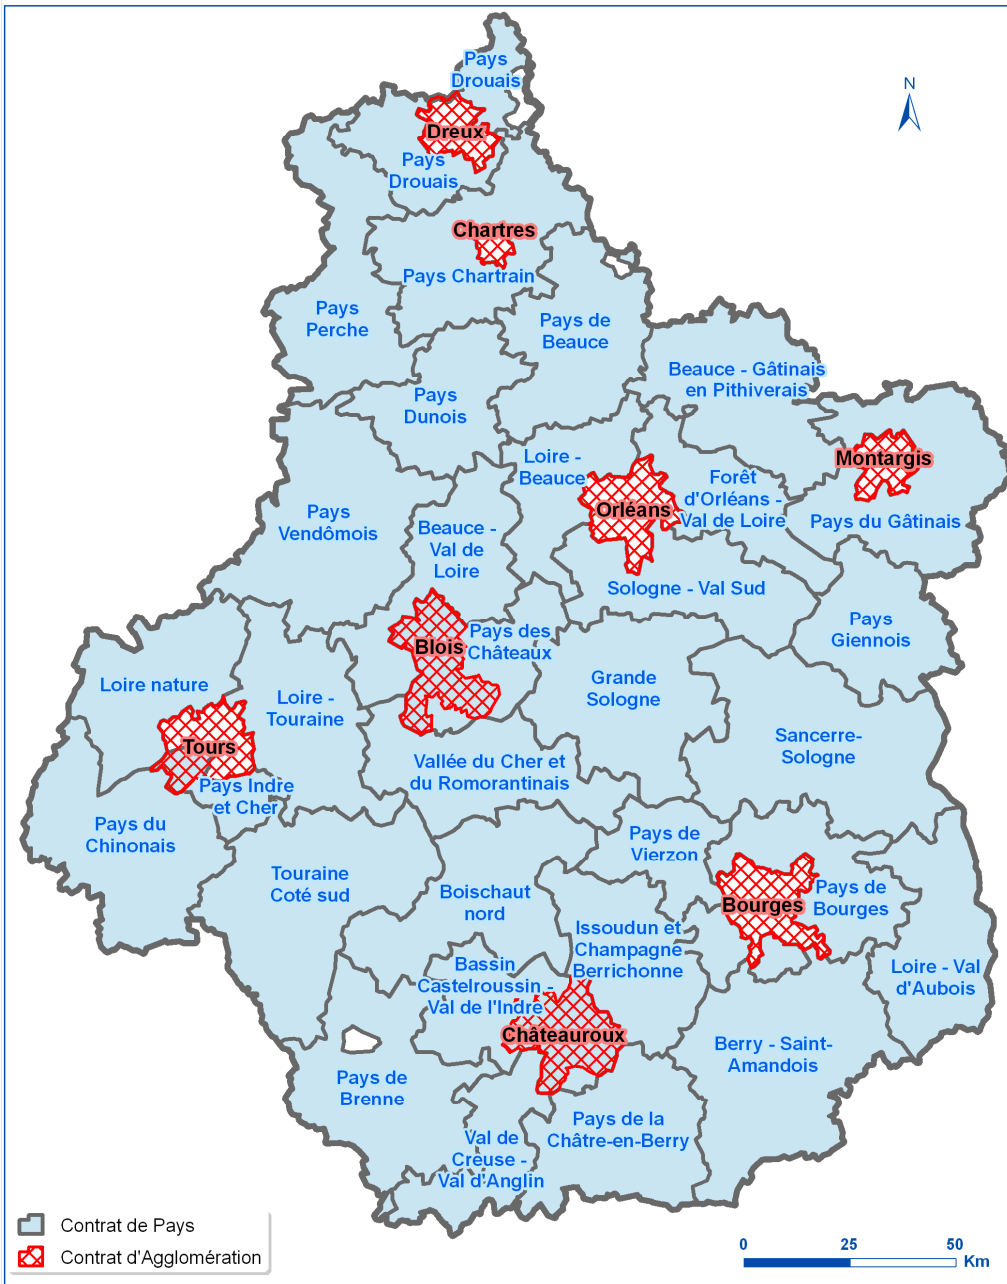 Pays
Drouais
N
Dreux
Pays
Drouais
Chartres
Pays Chartrain
Pays
Perche
Pays de
Beauce
Beauce - Gâtinais
en Pithiverais
Pays
Dunois
Loire -
Beauce
Montargis
Forêt
d'Orléans -
Val de Loire
Orléans
Pays du Gâtinais
Pays
Vendômois
Beauce -
Val de
Loire
Sologne - Val Sud
Pays
Giennois
Blois
Pays des
Châteaux
Loire nature
Loire -
Touraine
Grande
Sologne
Tours
Sancerre-
Sologne
Vallée du Cher et
du Romorantinais
Pays Indre
et Cher
Pays du
Chinonais
Pays de
Vierzon
Touraine
Coté sud
Boischaut
nord
Bourges
Pays de
Bourges
Issoudun et
Champagne
Berrichonne
Bassin
Castelroussin -
Val de l'Indre
Loire - Val
d'Aubois
Châteauroux
Berry - Saint-
Amandois
Pays de
Brenne
Pays de la
Châtre-en-Berry
Val de
Creuse -
Val d'Anglin
Contrat de Pays
Contrat d'Agglomération
0 25 50
Km